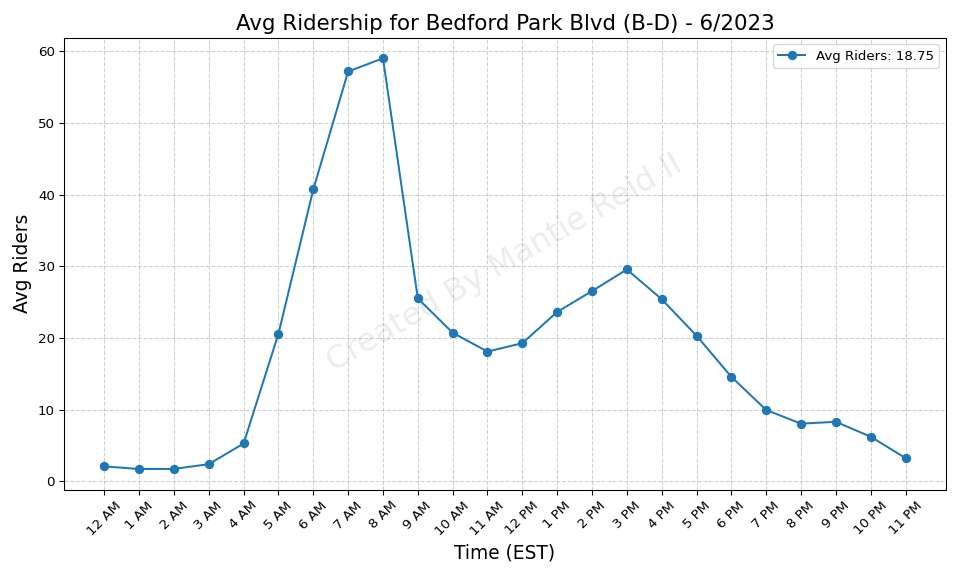 Avg Ridership for Bedford Park Blvd (B-D) - 6/2023
Avg Riders: 18.75
60
50
40
30
20
10
0
Avg Riders
Created By Mantie Reid II
12 AM
1 AM
2 AM
3 AM
4 AM
5 AM
6 AM
7 AM
8 AM
9 AM
10 AM
11 AM
12 PM
1 PM
2 PM
3 PM
4 PM
5 PM
6 PM
7 PM
8 PM
9 PM
10 PM
11 PM
Time (EST)